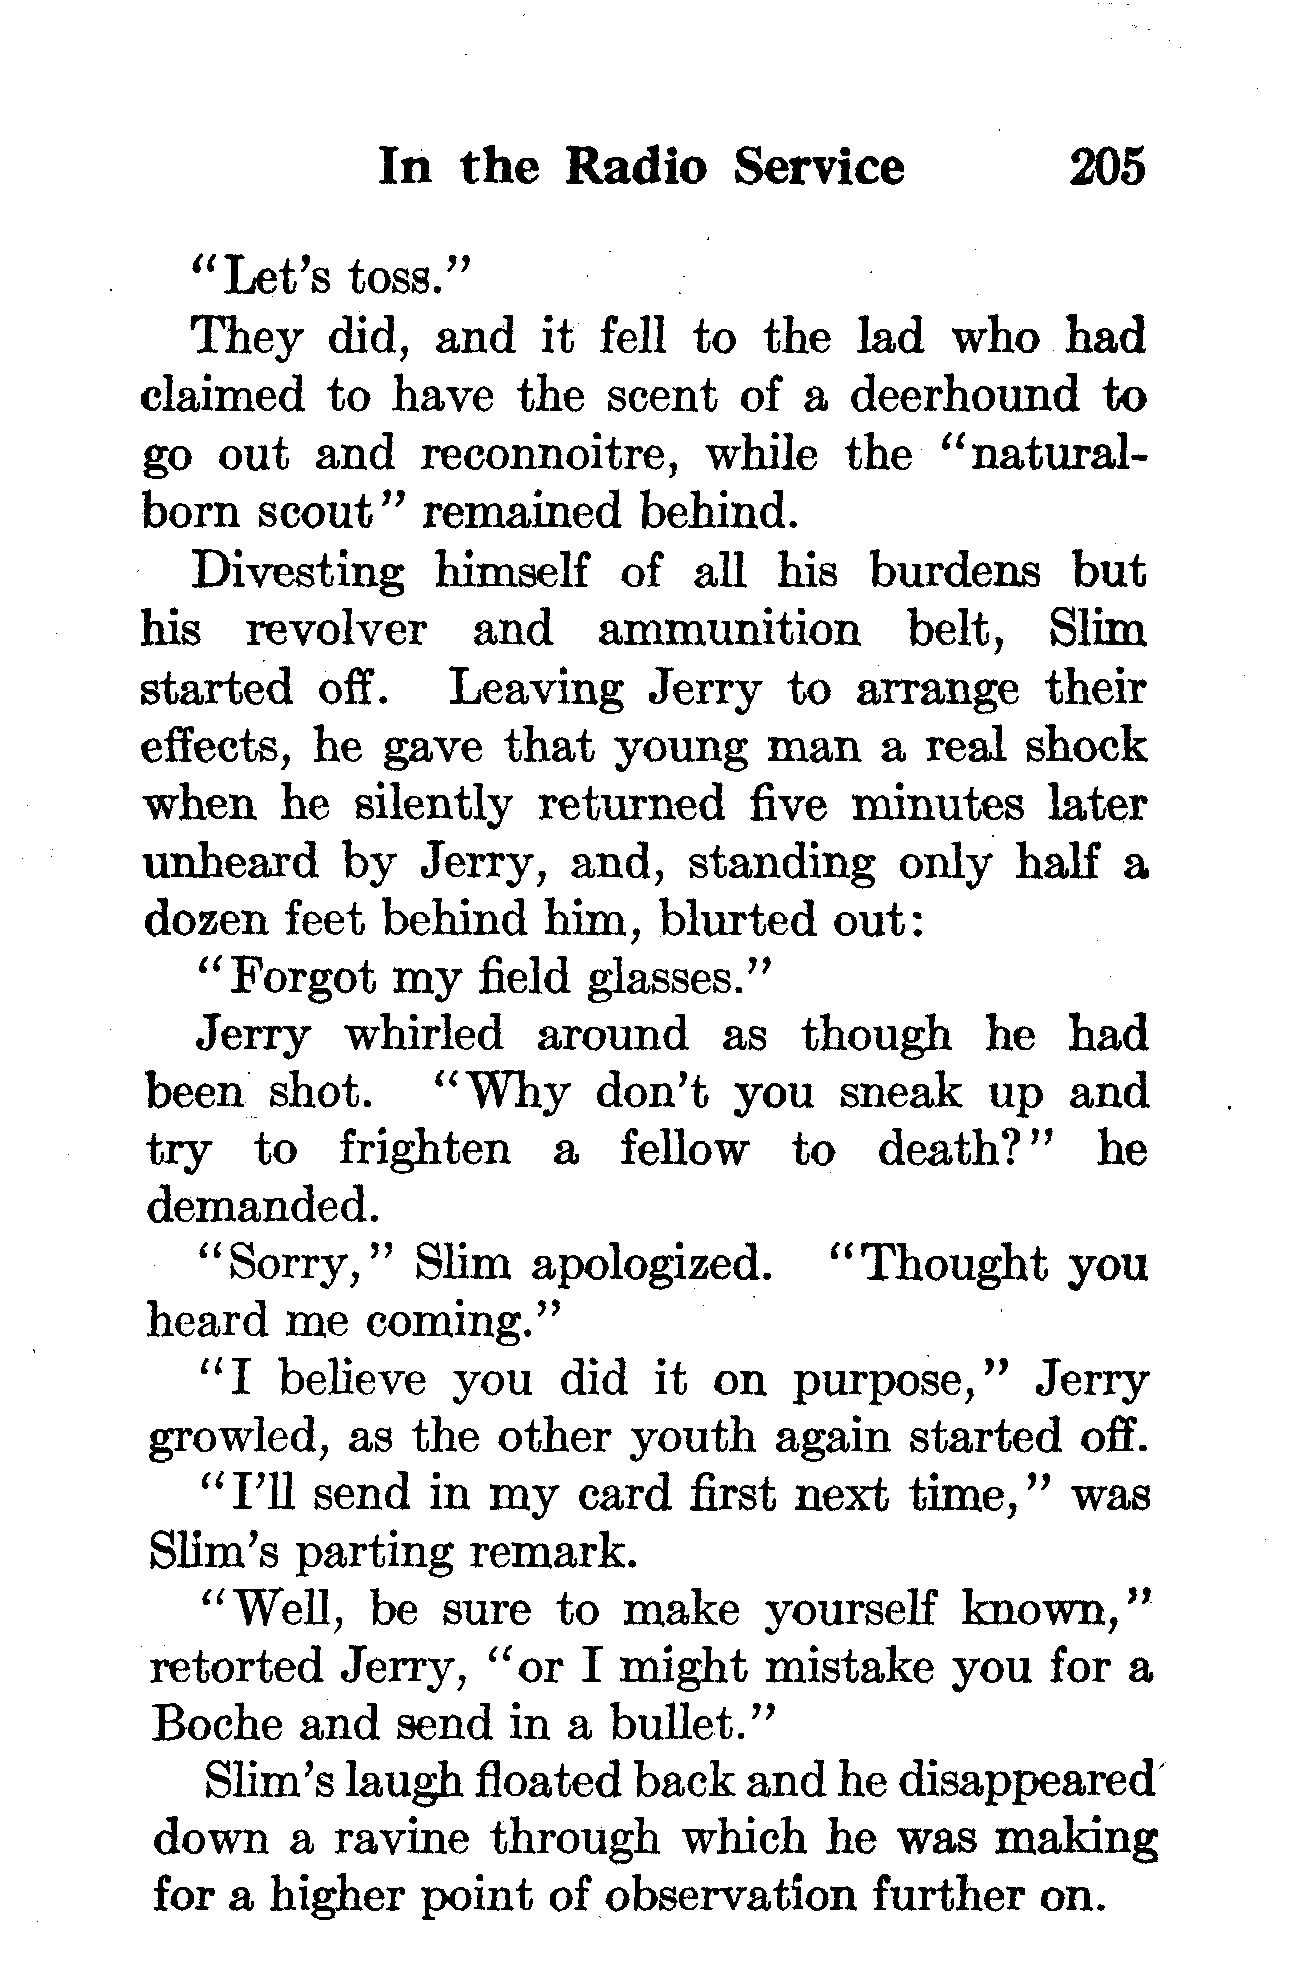 In the Radio Service 205
"Let's toss."
They did, and it fell to the lad who had
claimed to have the scent of a deerhound to
go out and reconnoitre, while the "natural-
born scout" remained behind.
Divesting himself of all his burdens but
his revolver and ammunition belt, Slim
started off. Leaving Jerry to arrange their
effects, he gave that young man a real shock
when he silently returned five minutes later
unheard by Jerry, and, standing only half a
dozen feet behind him, blurted out:
"Forgot my field glasses."
Jerry whirled around as though he had
been shot. "Why don't you sneak up and
try to frighten a fellow to death?" he
demanded.
"Sorry," Slim apologized. "Thought you
heard me coming."
"I believe you did it on purpose," Jerry
growled, as the other youth again started off.
"I'll send in my card first next time," was
Slim's parting remark.
"Well, be sure to make yourself known,"
retorted Jerry, "or I might mistake you for a
Boche and send in a bullet."
Slim's laugh floated back and he disappeared
down a ravine through which he was making
for a higher point of observation further on.